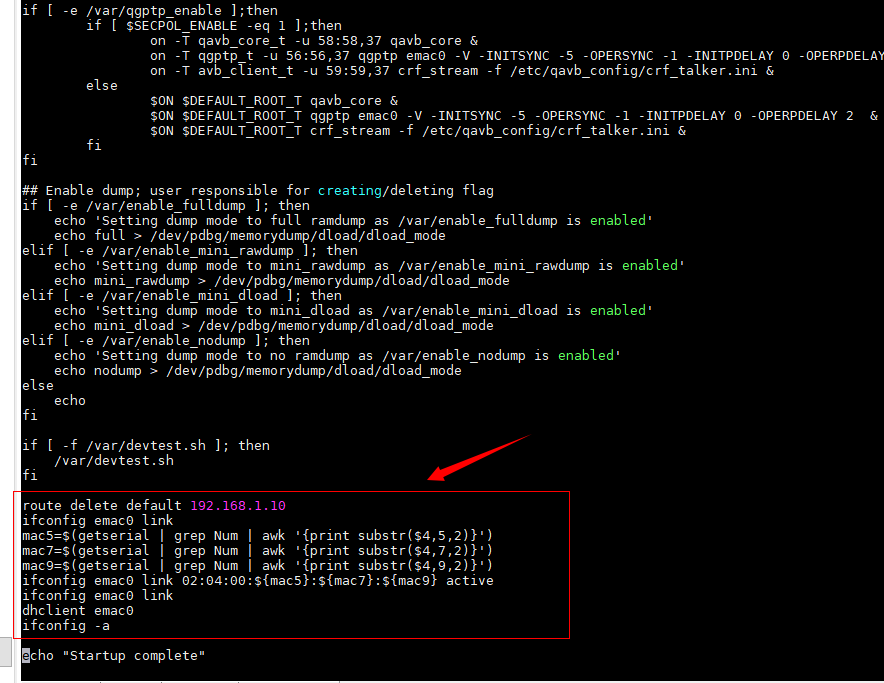 if [ -e /var/qgptp_enable ];then
        if [ $SECPOL_ENABLE -eq 1 ];then
                on -T qavb_core_t -u 58:58,37 qavb_core &
                on -T qgptp_t -u 56:56,37 qgptp emac0 -V -INITSYNC -5 -OPERSYNC -1 -INITPDELAY 0 -OPERPDELAY
                on -T avb_client_t -u 59:59,37 crf_stream -f /etc/qavb_config/crf_talker.ini &
        else
                $ON $DEFAULT_ROOT_T qavb_core &
                $ON $DEFAULT_ROOT_T qgptp emac0 -V -INITSYNC -5 -OPERSYNC -1 -INITPDELAY 0 -OPERPDELAY 2  &
                $ON $DEFAULT_ROOT_T crf_stream -f /etc/qavb_config/crf_talker.ini &
        fi
fi

## Enable dump; user responsible for creating/deleting flag
if [ -e /var/enable_fulldump ]; then
    echo 'Setting dump mode to full ramdump as /var/enable_fulldump is enabled'
    echo full > /dev/pdbg/memorydump/dload/dload_mode
elif [ -e /var/enable_mini_rawdump ]; then
    echo 'Setting dump mode to mini_rawdump as /var/enable_mini_rawdump is enabled'
    echo mini_rawdump > /dev/pdbg/memorydump/dload/dload_mode
elif [ -e /var/enable_mini_dload ]; then
    echo 'Setting dump mode to mini_dload as /var/enable_mini_dload is enabled'
    echo mini_dload > /dev/pdbg/memorydump/dload/dload_mode
elif [ -e /var/enable_nodump ]; then
    echo 'Setting dump mode to no ramdump as /var/enable_nodump is enabled'
    echo nodump > /dev/pdbg/memorydump/dload/dload_mode
else
    echo
fi

if [ -f /var/devtest.sh ]; then
    /var/devtest.sh
fi

route delete default 192.168.1.10
ifconfig emac0 link
mac5=$(getserial | grep Num | awk '{print substr($4,5,2)}')
mac7=$(getserial | grep Num | awk '{print substr($4,7,2)}')
mac9=$(getserial | grep Num | awk '{print substr($4,9,2)}')
ifconfig emac0 link 02:04:00:${mac5}:${mac7}:${mac9} active
ifconfig emac0 link
dhclient emac0
ifconfig -a

echo "Startup complete"